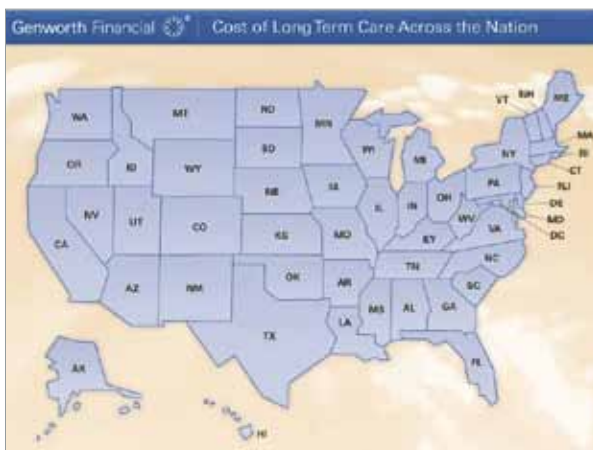 Genworth Financial Cost of Long Term Care Across the Nation
WA
MT
ND
MN
VT
NH
ME
OR
ID
WY
SD
WI
MI
NY
MA
RI
CT
NJ
NV
UT
CO
NE
IA
IL
IN
OH
PA
DE
MD
DC
CA
KS
MO
KY
WV
VA
AZ
NM
OK
AR
TN
NC
SC
TX
LA
MS
AL
GA
FL
AK
HI